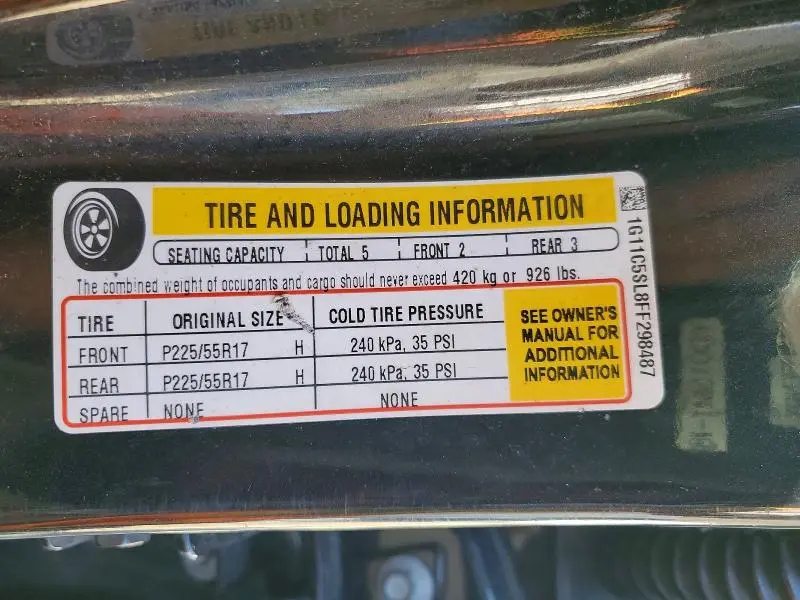 TIRE AND LOADING INFORMATION
SEATING CAPACITY TOTAL 5 FRONT 2 REAR 3
The combined weight of occupants and cargo should never exceed 420 kg or 926 lbs.
TIRE ORIGINAL SIZE COLD TIRE PRESSURE
FRONT P225/55R17 H 240 kPa, 35 PSI
REAR P225/55R17 H 240 kPa, 35 PSI
SPARE NONE NONE
SEE OWNER'S
MANUAL FOR
ADDITIONAL
INFORMATION
1G11C5SL8FF298487